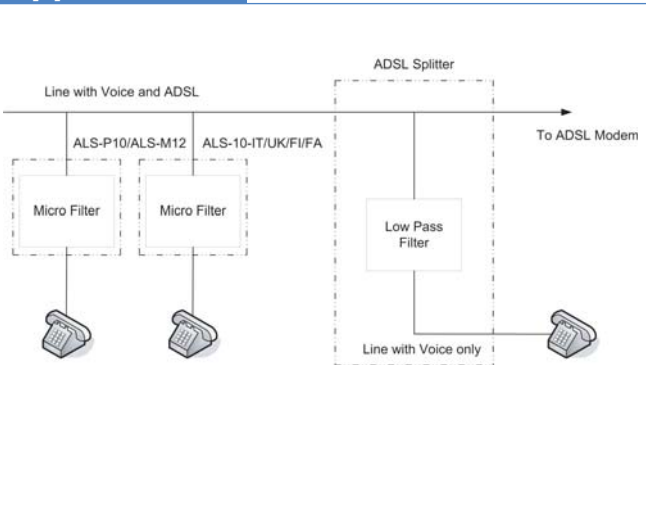 ADSL Splitter
Line with Voice and ADSL
To ADSL Modem
ALS-P10/ALS-M12
ALS-10-IT/UK/FI/FA
Micro Filter
Micro Filter
Low Pass
Filter
Line with Voice only